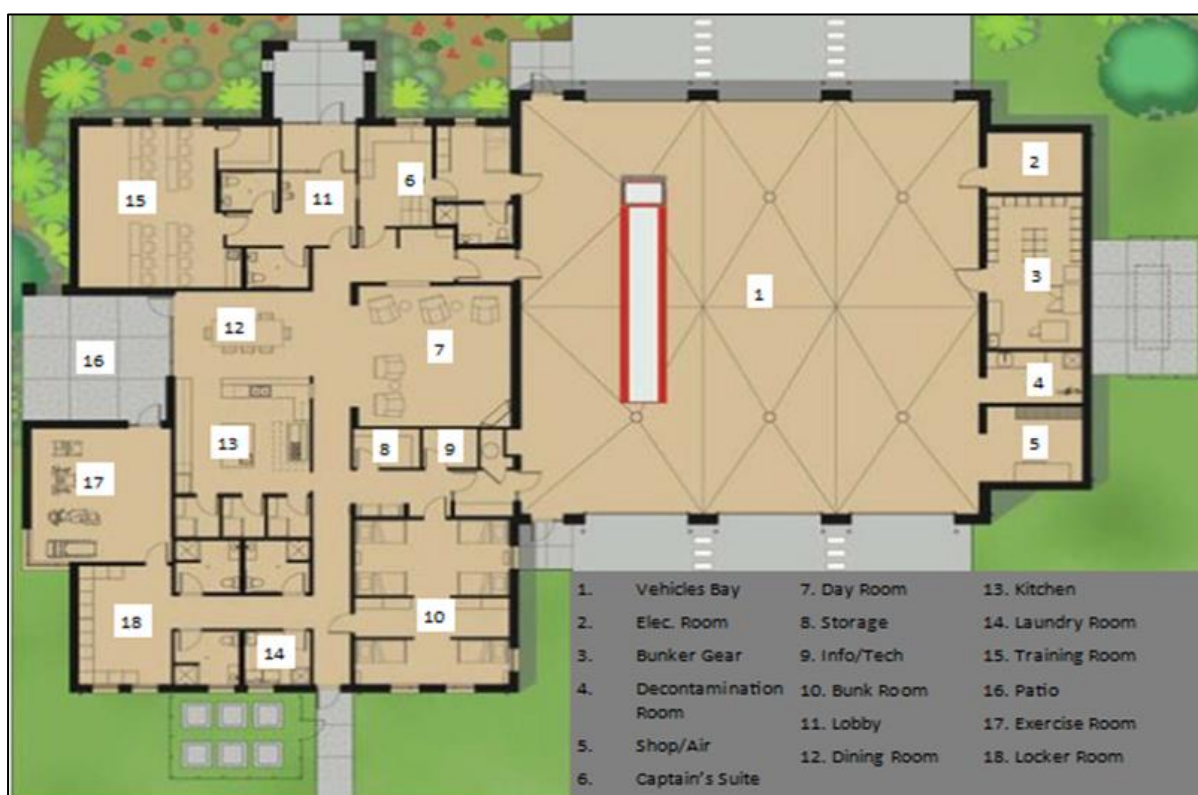 2
15
6
11
3
1
12
7
16
4
8
9
13
5
17
10
18
14
1. Vehicles Bay
2. Elec. Room
3. Bunker Gear
4. Decontamination
Room
5. Shop/Air
6. Captain's Suite
7. Day Room
8. Storage
9. Info/Tech
10. Bunk Room
11. Lobby
12. Dining Room
13. Kitchen
14. Laundry Room
15. Training Room
16. Patio
17. Exercise Room
18. Locker Room